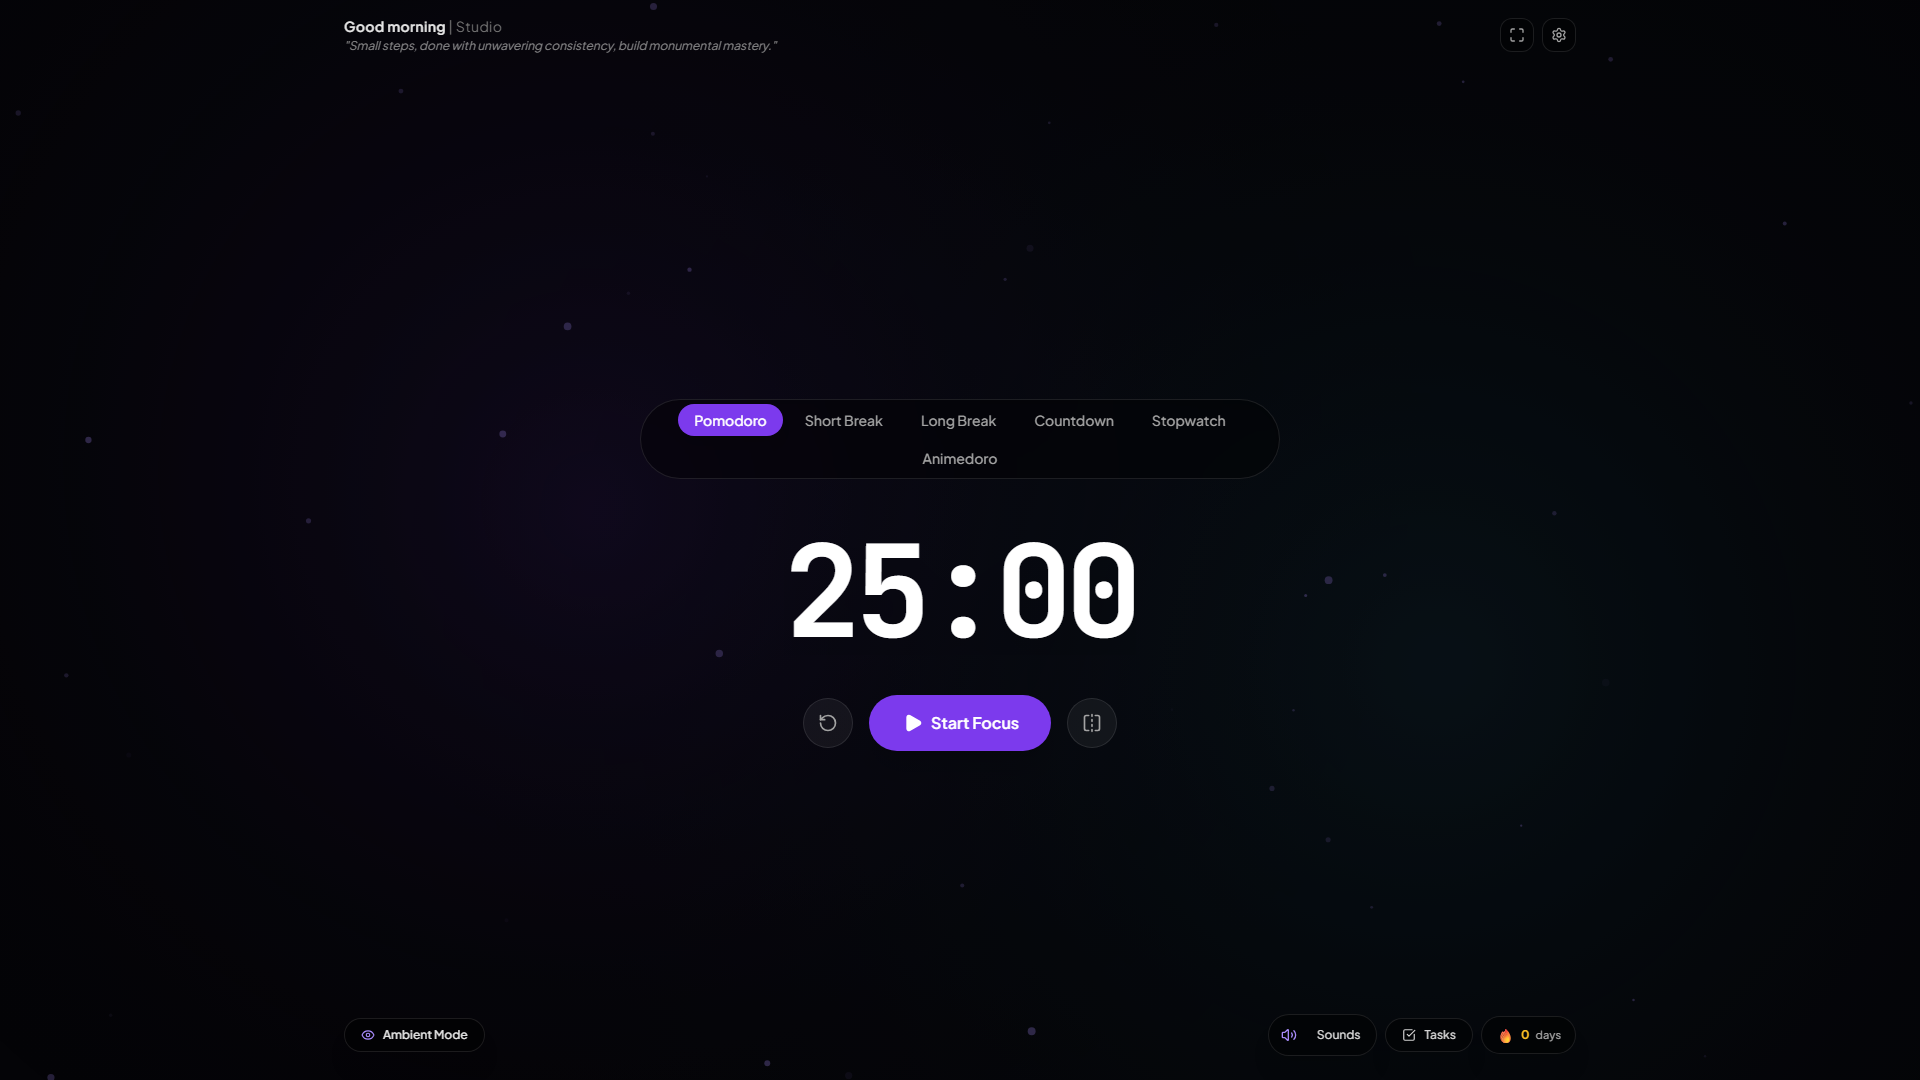 Good morning | Studio
"Small steps, done with unwavering consistency, build monumental mastery."
Pomodoro Short Break Long Break Countdown Stopwatch
Animedoro
25:00
Start Focus
Ambient Mode
Sounds
Tasks
0 days